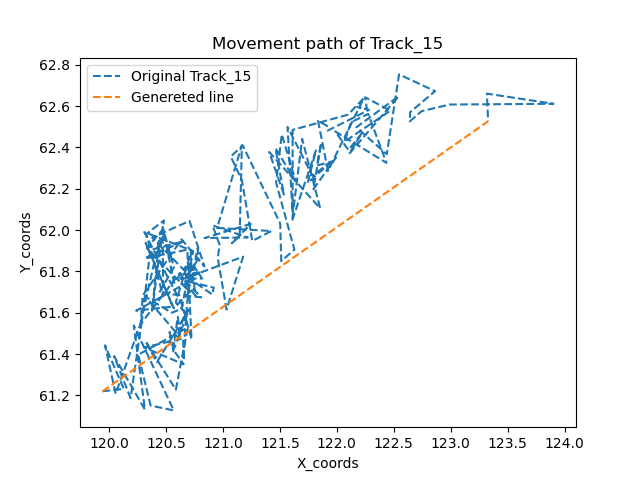 Movement path of Track_15
Original Track_15
Genereted line
Y_coords
62.8
62.6
62.4
62.2
62.0
61.8
61.6
61.4
61.2
120.0 120.5 121.0 121.5 122.0 122.5 123.0 123.5 124.0
X_coords